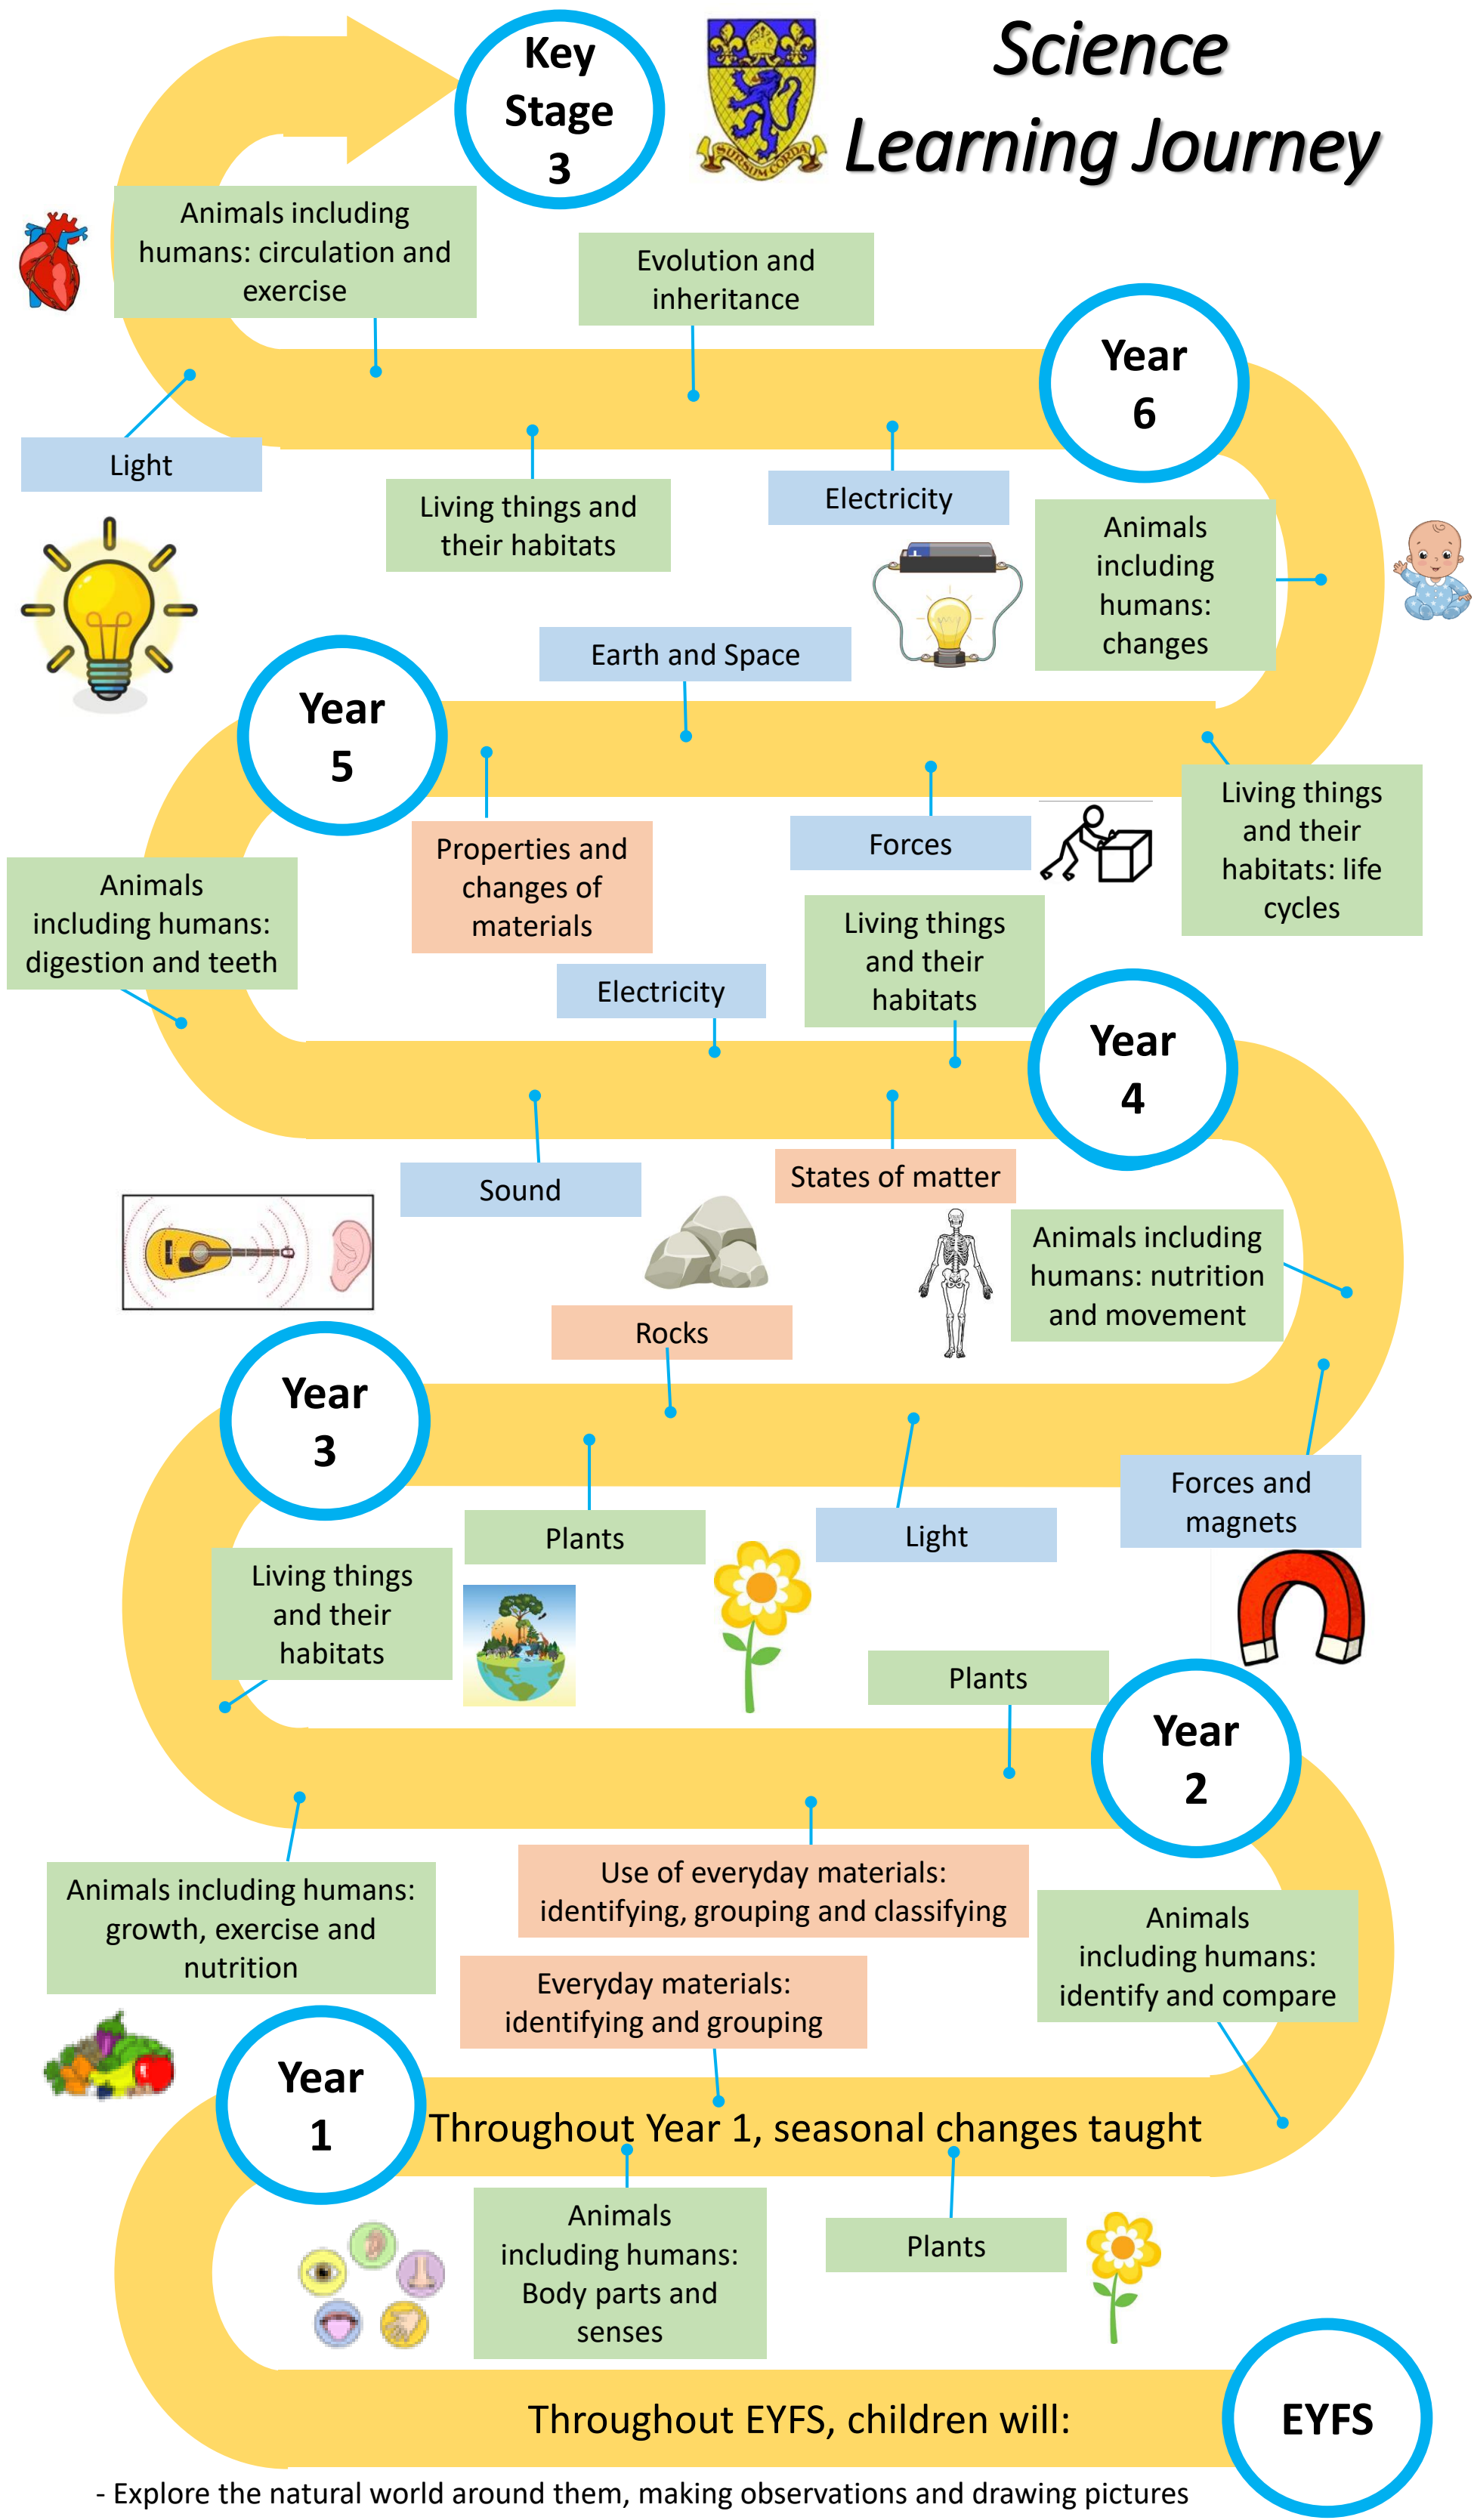 Science
Learning Journey
SURSUM CORDA
Key
Stage
3
Animals including
humans: circulation and
exercise
Evolution and
inheritance
Year
6
Light
Living things and
their habitats
Electricity
Animals
including
humans:
changes
Earth and Space
Year
5
Properties and
changes of
materials
Forces
Living things
and their
habitats: life
cycles
Animals
including humans:
digestion and teeth
Electricity
Living things
and their
habitats
Year
4
Sound
States of matter
Animals including
humans: nutrition
and movement
Rocks
Year
3
Plants
Light
Forces and
magnets
Living things
and their
habitats
Plants
Year
2
Animals including humans:
growth, exercise and
nutrition
Use of everyday materials:
identifying, grouping and classifying
Animals
including humans:
identify and compare
Everyday materials:
identifying and grouping
Year
1
Throughout Year 1, seasonal changes taught
Animals
including humans:
Body parts and
senses
Plants
Throughout EYFS, children will:
EYFS
- Explore the natural world around them, making observations and drawing pictures